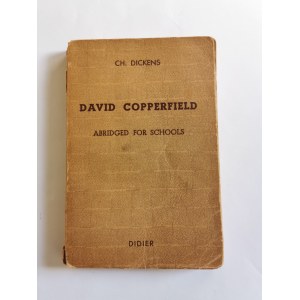 CH. DICKENS
DAVID COPPERFIELD
ABRIDGED FOR SCHOOLS
DIDIER